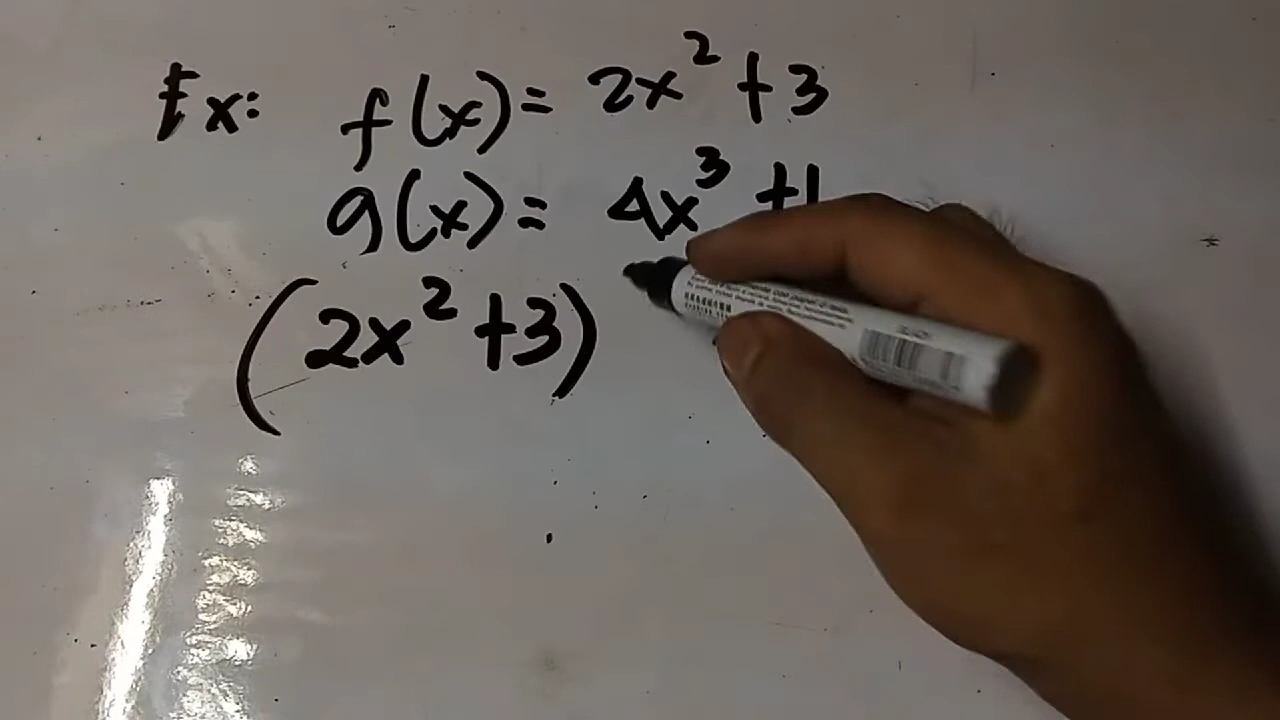 Ex: f(x) = 2x² + 3
g(x) = 4x³ + 1
(2x² + 3)